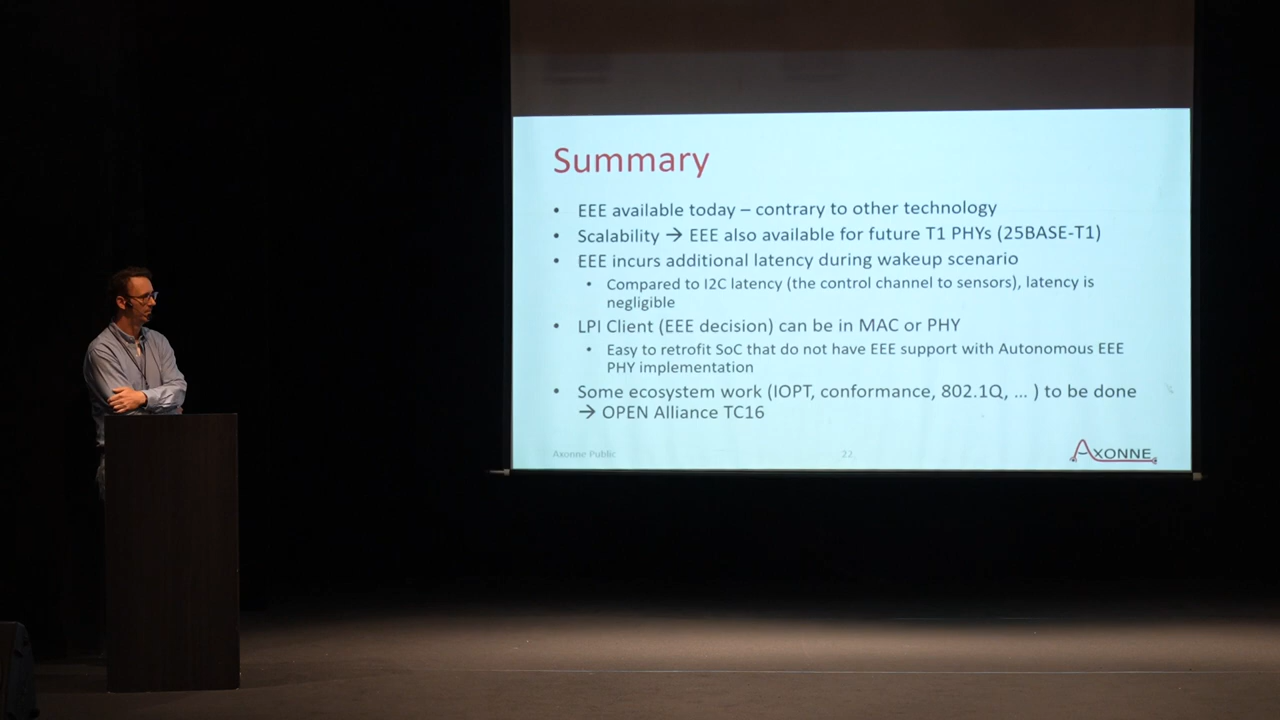 Summary
• EEE available today – contrary to other technology
• Scalability → EEE also available for future T1 PHYs (25BASE-T1)
• EEE incurs additional latency during wakeup scenario
• Compared to I2C latency (the control channel to sensors), latency is
negligible
• LPI Client (EEE decision) can be in MAC or PHY
• Easy to retrofit SoC that do not have EEE support with Autonomous EEE
PHY implementation
• Some ecosystem work (IOPT, conformance, 802.1Q, ... ) to be done
→ OPEN Alliance TC16
Axonne Public
22
AXONNE